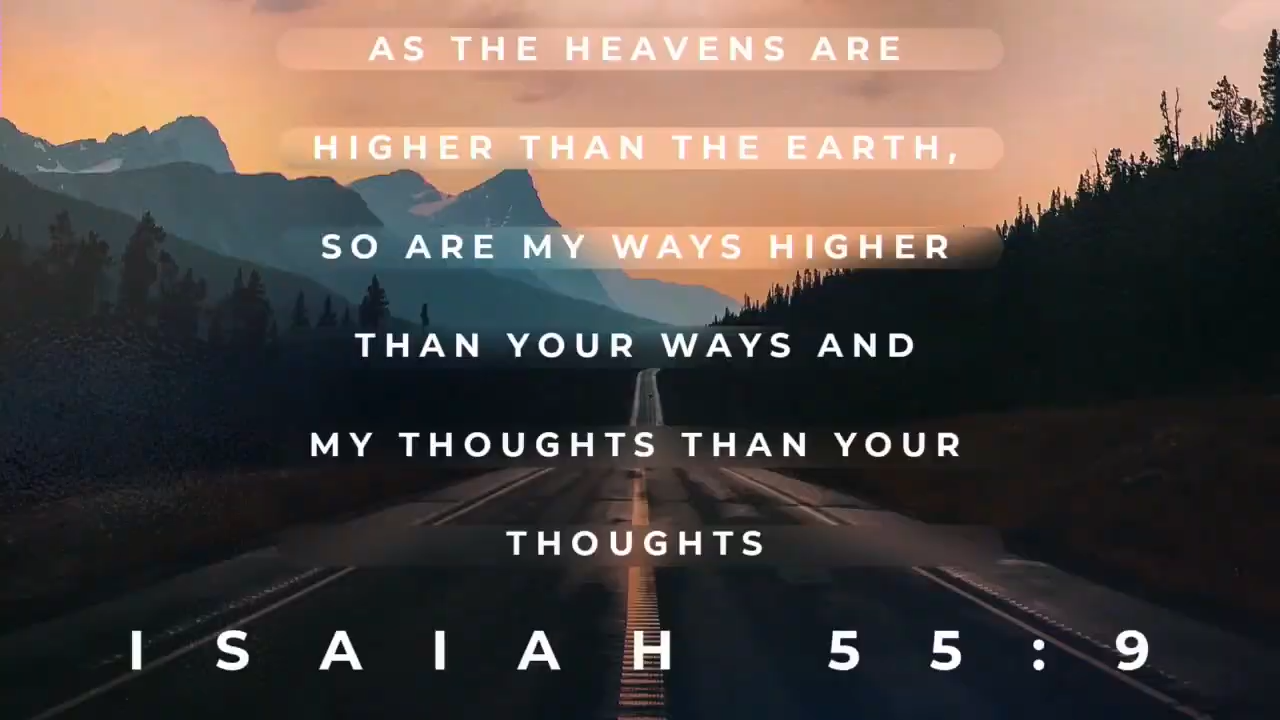 AS THE HEAVENS ARE
HIGHER THAN THE EARTH,
SO ARE MY WAYS HIGHER
THAN YOUR WAYS AND
MY THOUGHTS THAN YOUR
THOUGHTS
ISAIAH 55:9